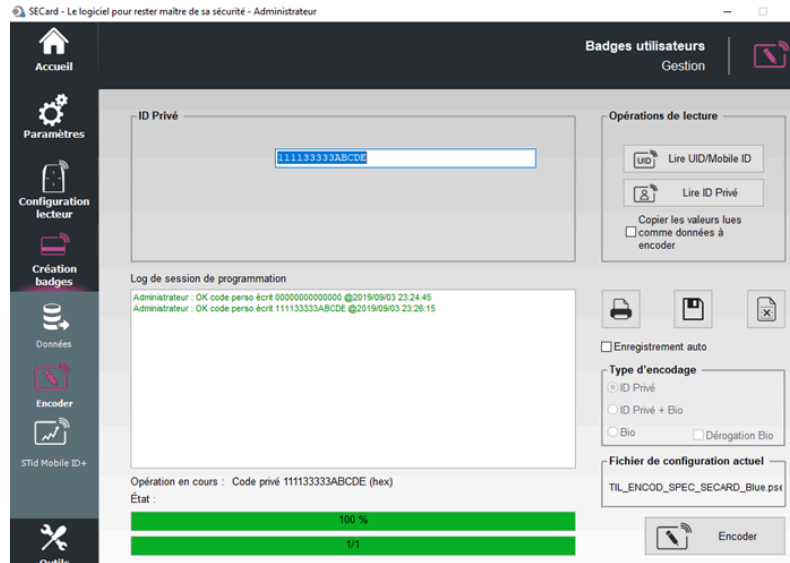 SECard - Le logiciel pour rester maître de sa sécurité - Administrateur
Accueil
Badges utilisateurs
Gestion
Paramètres
Configuration
lecteur
Création
badges
Données
Encoder
STid Mobile ID+
Outils
ID Privé
111133333ABCDE
Log de session de programmation
Administrateur : OK code perso écrit 00000000000000 @2019/09/03 23:24:45
Administrateur : OK code perso écrit 111133333ABCDE @2019/09/03 23:26:15
Opération en cours : Code privé 111133333ABCDE (hex)
État :
100 %
1/1
Opérations de lecture
UID
Lire UID/Mobile ID
Lire ID Privé
Copier les valeurs lues
comme données à
encoder
Enregistrement auto
Type d'encodage
ID Privé
ID Privé + Bio
Bio
Dérogation Bio
Fichier de configuration actuel
TIL_ENCOD_SPEC_SECARD_Blue.pse
Encoder